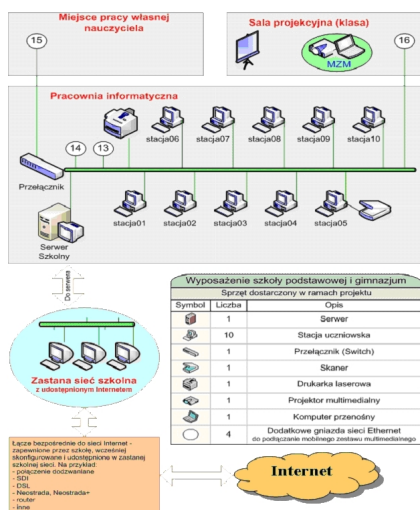 Miejsce pracy własnej
nauczyciela
15
Sala projekcyjna (klasa)
MZM
16
Pracownia informatyczna
stacja06
stacja07
stacja08
stacja09
stacja10
14
13
Przełącznik
stacja01
stacja02
stacja03
stacja04
stacja05
Serwer
Szkolny
Do serwera
Zastana sieć szkolna
z udostępnionym Internetem
Wyposażenie szkoły podstawowej i gimnazjum
Sprzęt dostarczony w ramach projektu
Symbol Liczba Opis
1 Serwer
10 Stacja uczniowska
1 Przełącznik (Switch)
1 Skaner
1 Drukarka laserowa
1 Projektor multimedialny
1 Komputer przenośny
4 Dodatkowe gniazda sieci Ethernet
do podłączania mobilnego zestawu multimedialnego
Łącze bezpośrednie do sieci Internet -
zapewnione przez szkołę, wcześniej
skonfigurowane i udostępnione w zastanej
szkolnej sieci. Na przykład:
- połączenie dodzwaniane
- SDI
- DSL
- Neostrada, Neostrada+
- router
- inne
Internet